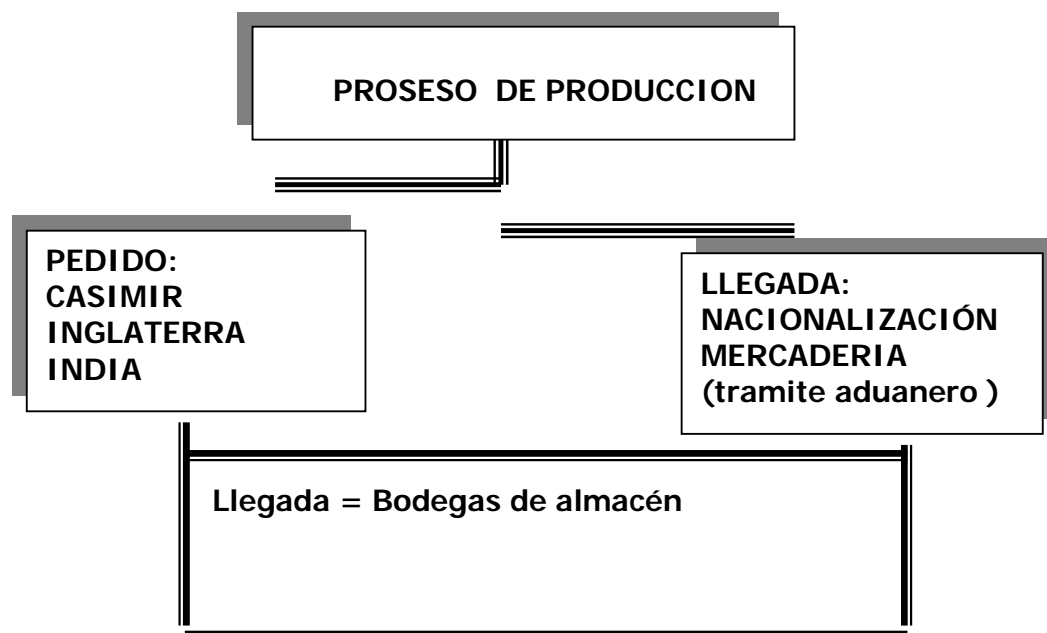 PROSESO DE PRODUCCION
PEDIDO:
CASIMIR
INGLATERRA
INDIA
LLEGADA:
NACIONALIZACIÓN
MERCADERIA
(tramite aduanero )
Llegada = Bodegas de almacén